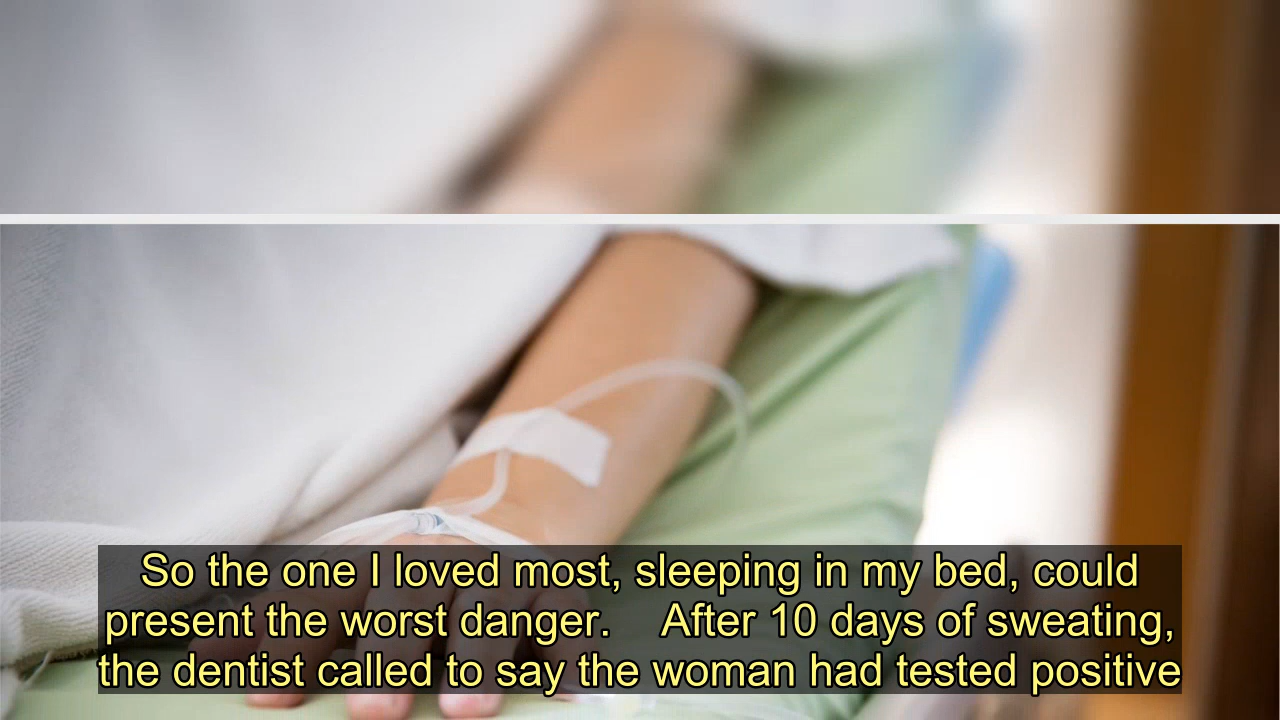 So the one I loved most, sleeping in my bed, could
present the worst danger. After 10 days of sweating,
the dentist called to say the woman had tested positive